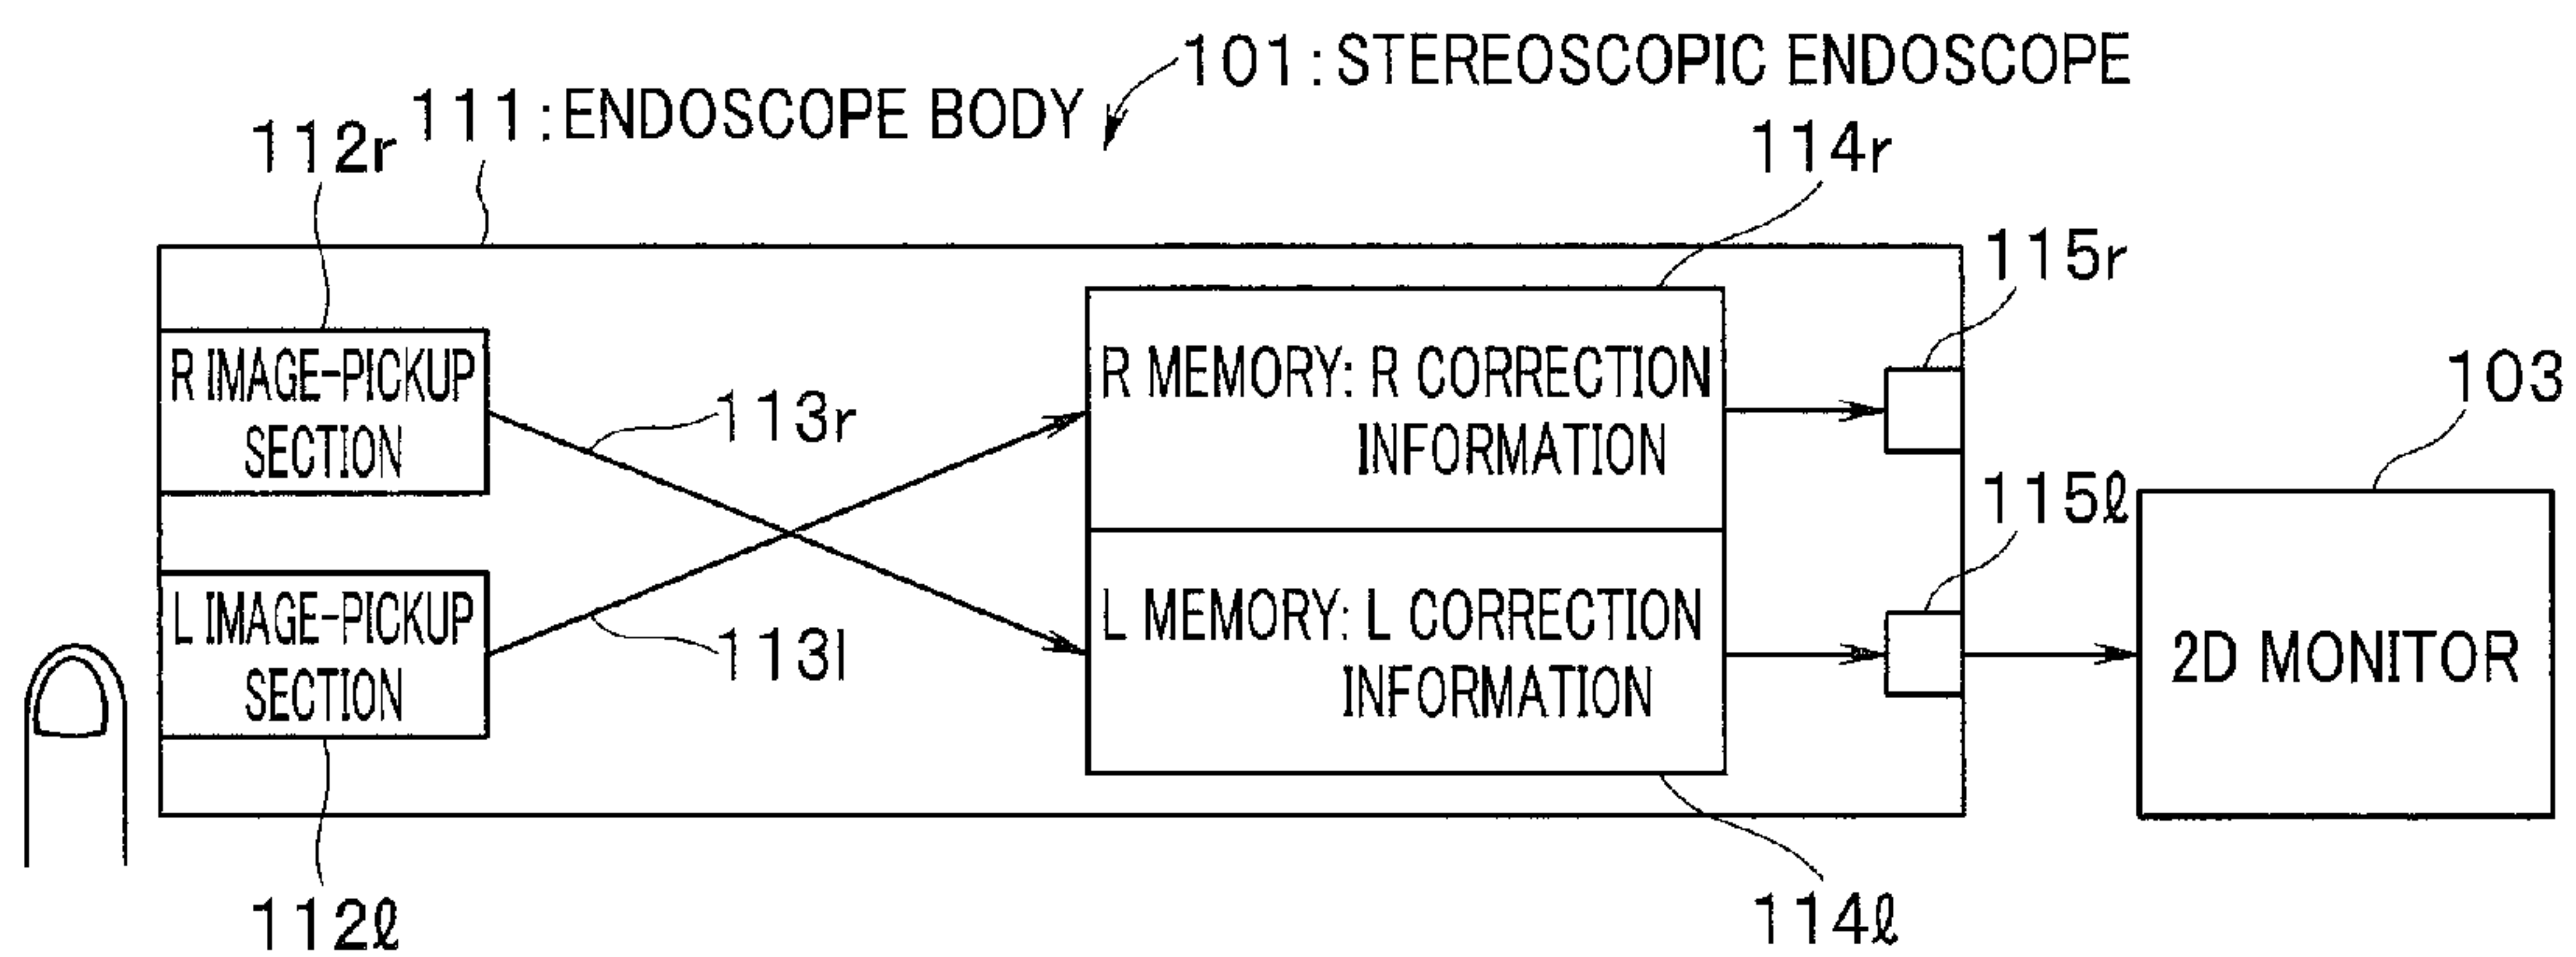 101:STEREOSCOPIC ENDOSCOPE
111:ENDOSCOPE BODY
112r
114r
115r
R IMAGE-PICKUP
SECTION
113r
R MEMORY: R CORRECTION
INFORMATION
103
115ℓ
L IMAGE-PICKUP
SECTION
113l
L MEMORY: L CORRECTION
INFORMATION
2D MONITOR
112ℓ
114ℓ